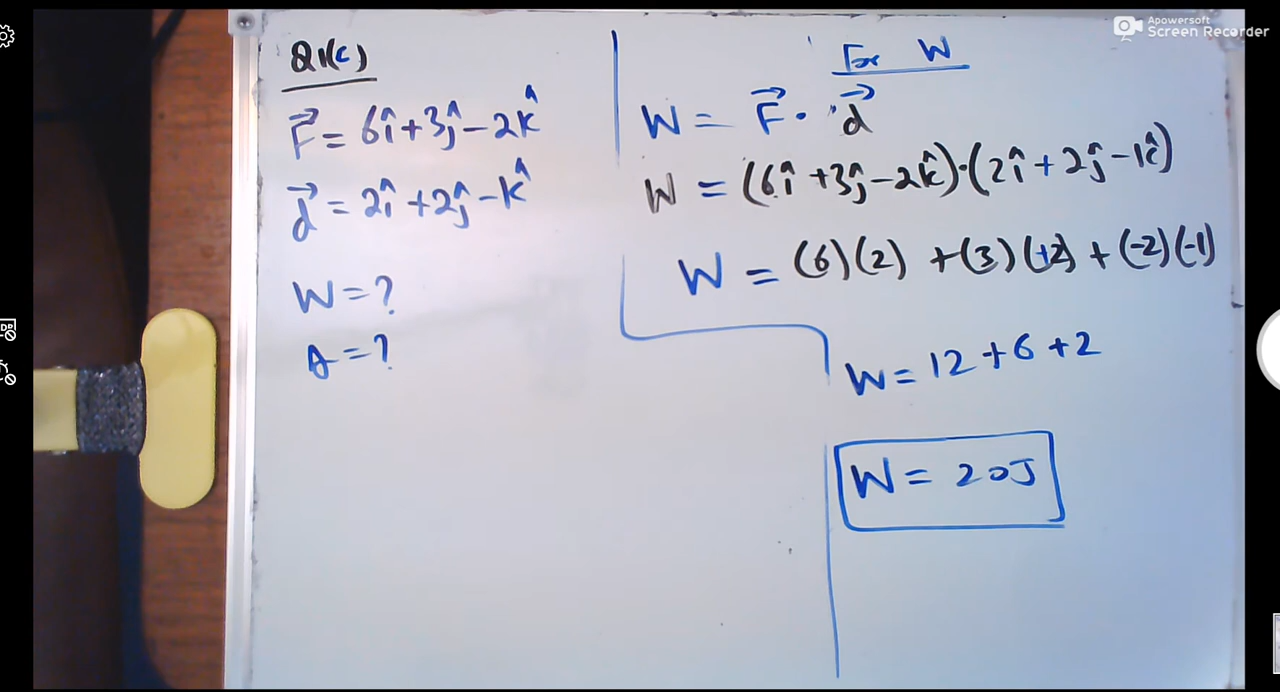 Q1(c)
F⃗ = 6î + 3ĵ - 2k̂
d⃗ = 2î + 2ĵ - k̂
W = ?
θ = ?
For W
W = F⃗ · d⃗
W = (6î + 3ĵ - 2k̂)·(2î + 2ĵ - 1k̂)
W = (6)(2) + (3)(+2) + (-2)(-1)
W = 12 + 6 + 2
W = 20J
Apowersoft
Screen Recorder